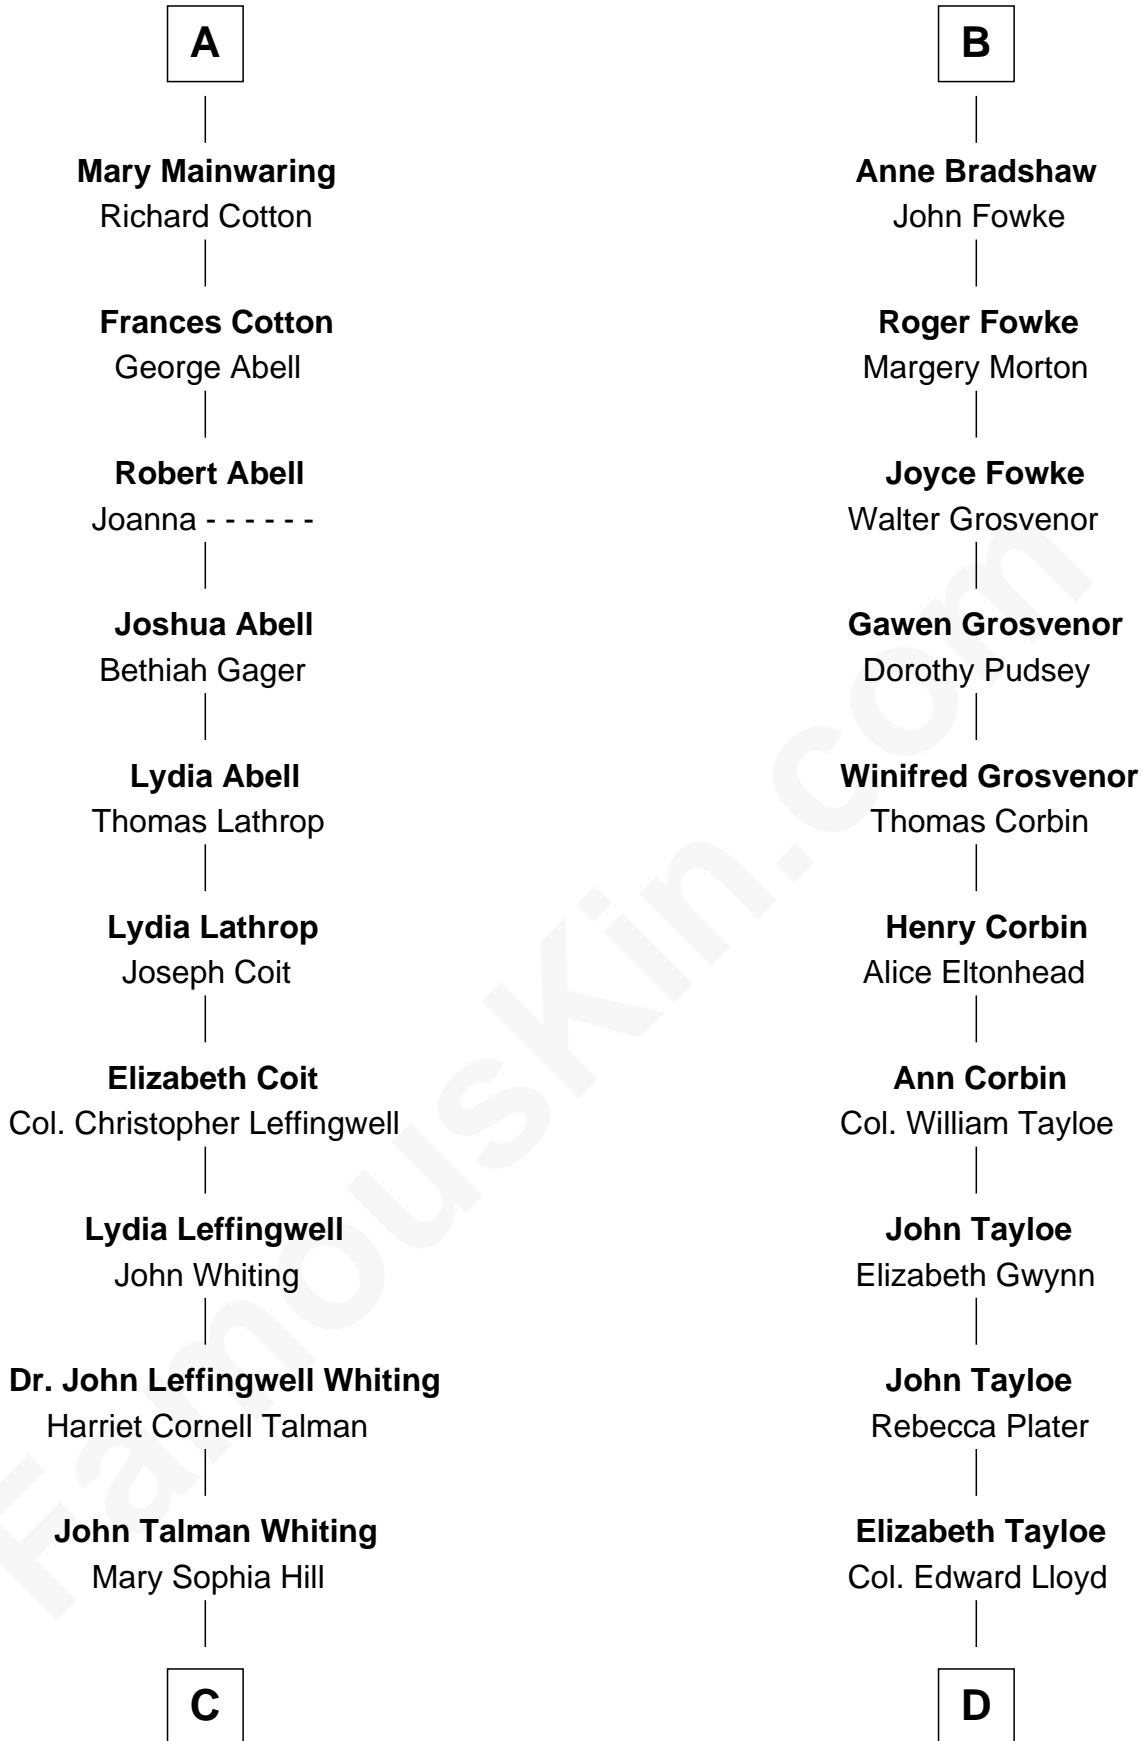 A
Mary Mainwaring
Richard Cotton
Frances Cotton
George Abell
Robert Abell
Joanna - - - - - -
Joshua Abell
Bethiah Gager
Lydia Abell
Thomas Lathrop
Lydia Lathrop
Joseph Coit
Elizabeth Coit
Col. Christopher Leffingwell
Lydia Leffingwell
John Whiting
Dr. John Leffingwell Whiting
Harriet Cornell Talman
John Talman Whiting
Mary Sophia Hill
C
B
Anne Bradshaw
John Fowke
Roger Fowke
Margery Morton
Joyce Fowke
Walter Grosvenor
Gawen Grosvenor
Dorothy Pudsey
Winifred Grosvenor
Thomas Corbin
Henry Corbin
Alice Eltonhead
Ann Corbin
Col. William Tayloe
John Tayloe
Elizabeth Gwynn
John Tayloe
Rebecca Plater
Elizabeth Tayloe
Col. Edward Lloyd
D
FamousKin.com